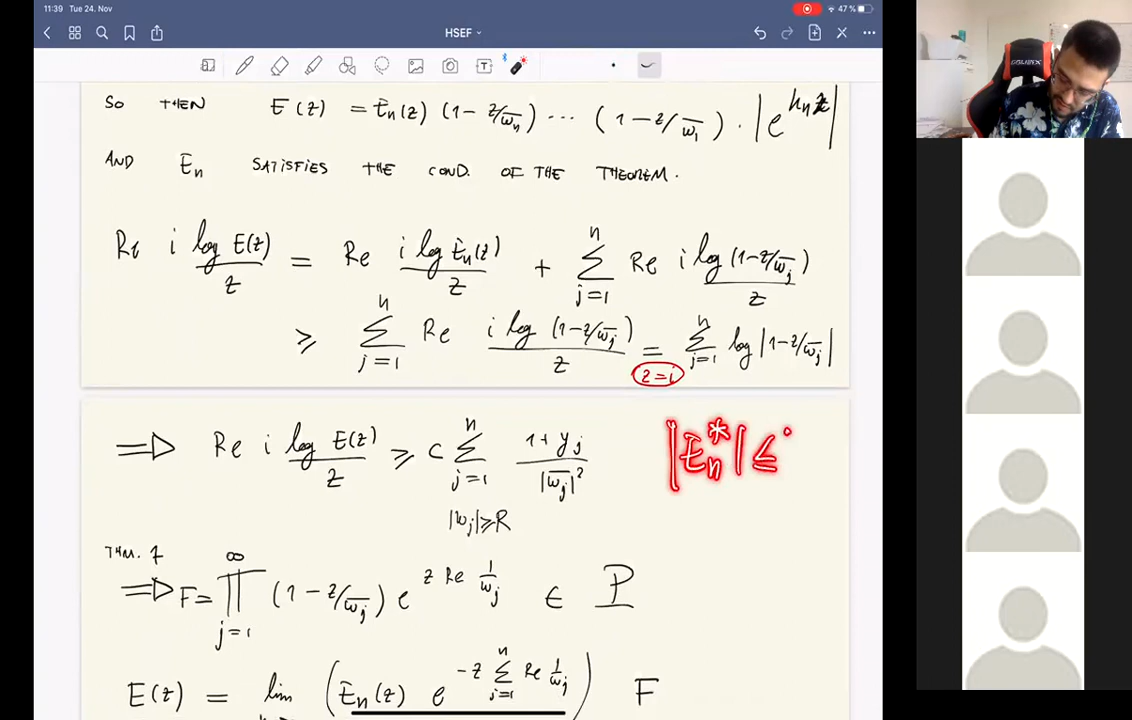 11:39 Tue 24. Nov 47 %
HSEF
SO THEN E(z) = E_n(z) (1 - z/w̄_n) ... (1 - z/w̄_1) · |e^{h_n z}|
AND E_n SATISFIES THE COND. OF THE THEOREM.
Re i log E(z) / z = Re i log E_n(z) / z + Σ_{j=1}^{n} Re i log (1 - z/w̄_j) / z
≥ Σ_{j=1}^{n} Re i log (1 - z/w̄_j) / z = Σ_{j=1}^{n} log |1 - z/w̄_j|
z=i
⟹ Re i log E(z) / z ≥ C Σ_{j=1}^{n} (1 + y_j) / |w̄_j|² |E_n^*| ≤
|w_j| ≥ R
THM. 7
⟹ F = ∏_{j=1}^{∞} (1 - z/w̄_j) e^{z Re 1/w_j} ∈ P
E(z) = lim (E_n(z) e^{-z Σ_{j=1}^{n} Re 1/w_j}) F